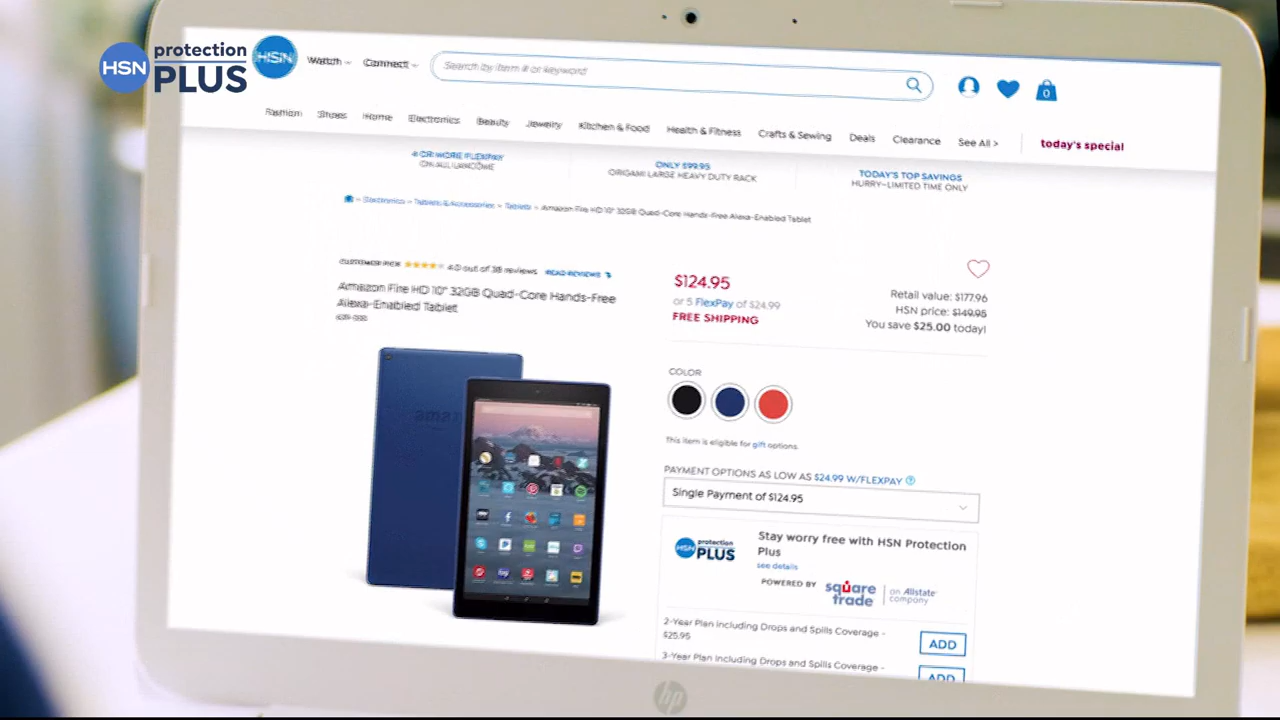 HSN protection PLUS
HSN
Watch
Connect
Search by item # or keyword
0
Fashion
Shoes
Home
Electronics
Beauty
Jewelry
Kitchen & Food
Health & Fitness
Crafts & Sewing
Deals
Clearance
See All >
today's special
4 OR MORE FLEXPAY
ON ALL LANCOME
ONLY $99.95
ORIGAMI LARGE HEAVY DUTY RACK
TODAY'S TOP SAVINGS
HURRY–LIMITED TIME ONLY
Electronics > Tablets & Accessories > Tablets > Amazon Fire HD 10" 32GB Quad-Core Hands-Free Alexa-Enabled Tablet
CUSTOMER PICK 4.0 out of 38 reviews READ REVIEWS
Amazon Fire HD 10" 32GB Quad-Core Hands-Free
Alexa-Enabled Tablet
$124.95
or 5 FlexPay of $24.99
FREE SHIPPING
Retail value: $177.96
HSN price: $149.95
You save $25.00 today!
COLOR
This item is eligible for gift options.
PAYMENT OPTIONS AS LOW AS $24.99 W/FLEXPAY ?
Single Payment of $124.95
HSN protection PLUS
Stay worry free with HSN Protection
Plus
see details
POWERED BY square trade an Allstate company
2-Year Plan including Drops and Spills Coverage -
$25.95
ADD
3-Year Plan including Drops and Spills Coverage -
ADD
hp